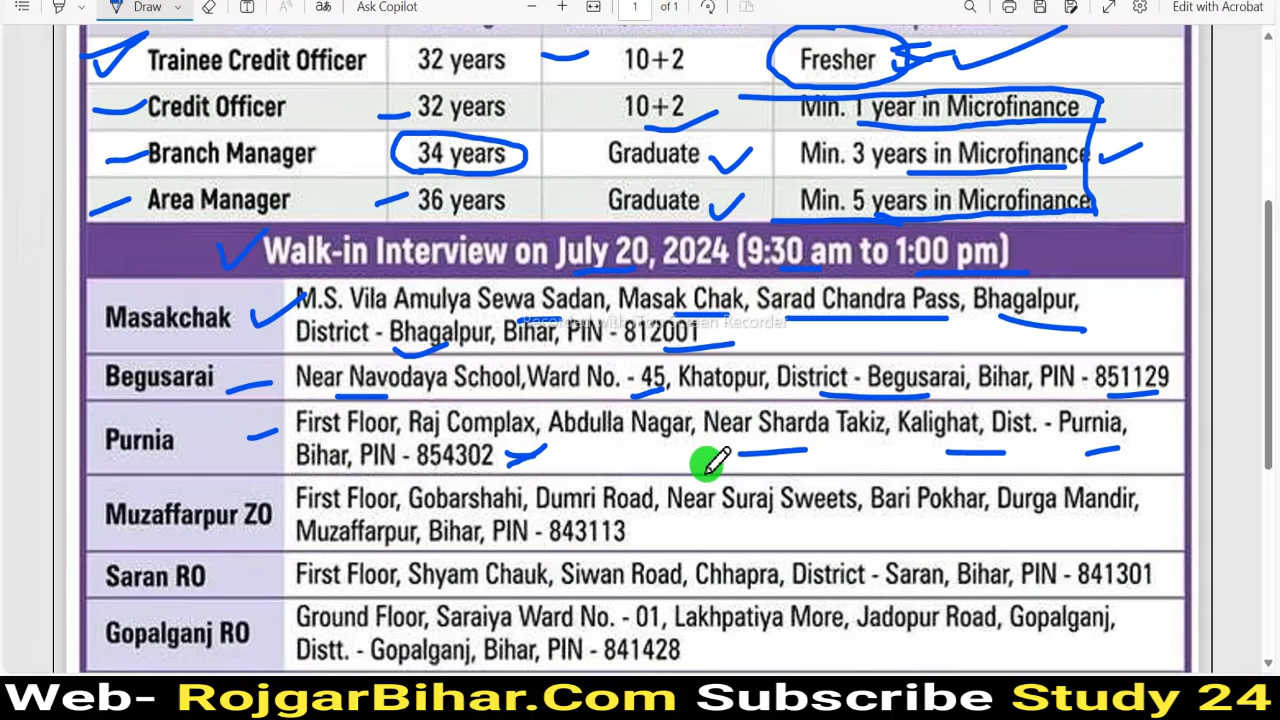 Draw
Ask Copilot
1 of 1
Edit with Acrobat
Trainee Credit Officer 32 years 10+2 Fresher
Credit Officer 32 years 10+2 Min. 1 year in Microfinance
Branch Manager 34 years Graduate Min. 3 years in Microfinance
Area Manager 36 years Graduate Min. 5 years in Microfinance
Walk-in Interview on July 20, 2024 (9:30 am to 1:00 pm)
Masakchak
M.S. Vila Amulya Sewa Sadan, Masak Chak, Sarad Chandra Pass, Bhagalpur,
District - Bhagalpur, Bihar, PIN - 812001
Begusarai
Near Navodaya School,Ward No. - 45, Khatopur, District - Begusarai, Bihar, PIN - 851129
Purnia
First Floor, Raj Complax, Abdulla Nagar, Near Sharda Takiz, Kalighat, Dist. - Purnia,
Bihar, PIN - 854302
Muzaffarpur ZO
First Floor, Gobarshahi, Dumri Road, Near Suraj Sweets, Bari Pokhar, Durga Mandir,
Muzaffarpur, Bihar, PIN - 843113
Saran RO
First Floor, Shyam Chauk, Siwan Road, Chhapra, District - Saran, Bihar, PIN - 841301
Gopalganj RO
Ground Floor, Saraiya Ward No. - 01, Lakhpatiya More, Jadopur Road, Gopalganj,
Distt. - Gopalganj, Bihar, PIN - 841428
Web- RojgarBihar.Com Subscribe Study 24